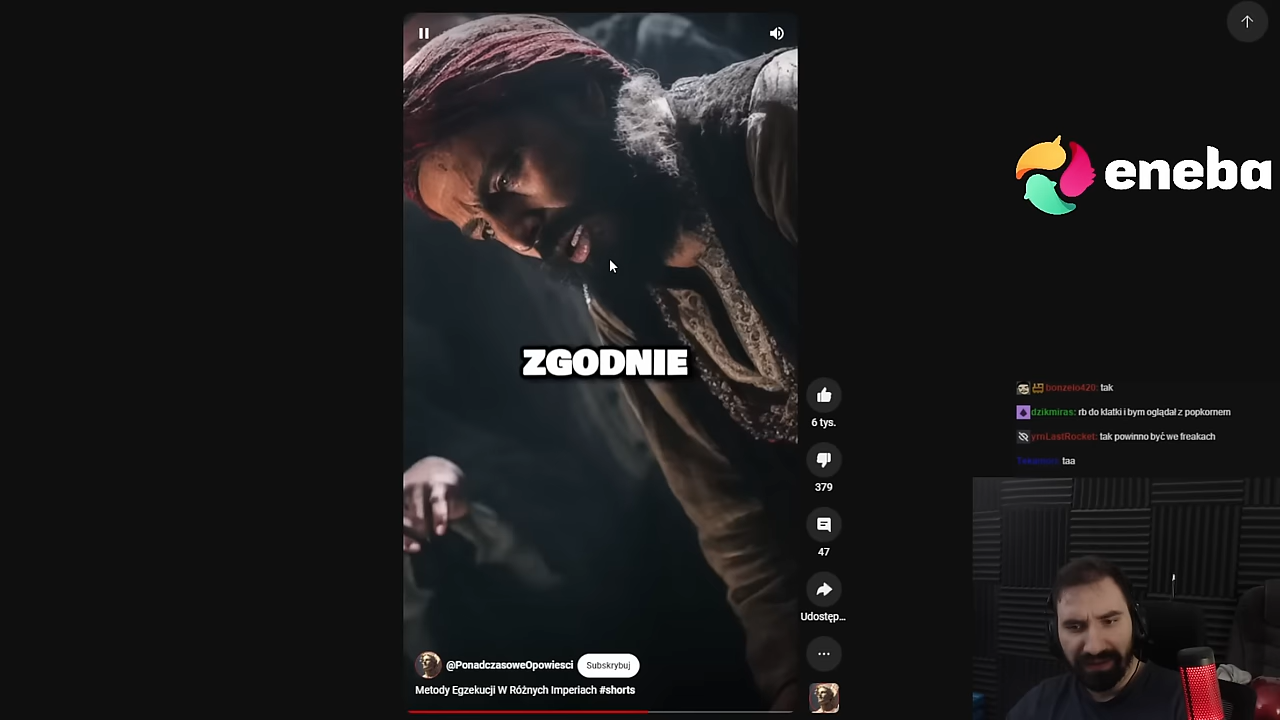 eneba
ZGODNIE
bonzelo420: tak
dzikmiras: rb do klatki i bym oglądał z popkornem
yrnLastRocket: tak powinno być we freakach
taa
6 tys.
379
47
Udostęp...
@PonadczasoweOpowiesci
Subskrybuj
Metody Egzekucji W Różnych Imperiach #shorts